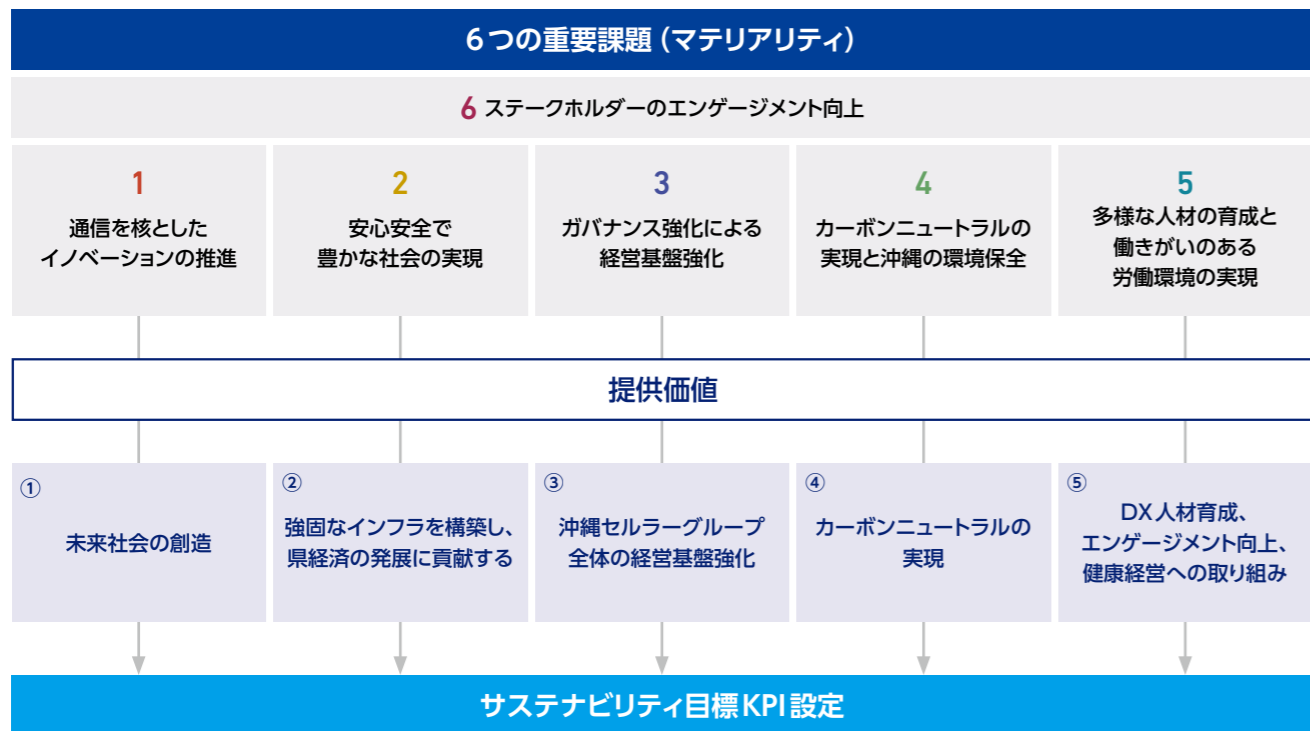 6つの重要課題（マテリアリティ）
6 ステークホルダーのエンゲージメント向上
1
通信を核とした
イノベーションの推進
2
安心安全で
豊かな社会の実現
3
ガバナンス強化による
経営基盤強化
4
カーボンニュートラルの
実現と沖縄の環境保全
5
多様な人材の育成と
働きがいのある
労働環境の実現
提供価値
①
未来社会の創造
②
強固なインフラを構築し、
県経済の発展に貢献する
③
沖縄セルラーグループ
全体の経営基盤強化
④
カーボンニュートラルの
実現
⑤
DX人材育成、
エンゲージメント向上、
健康経営への取り組み
サステナビリティ目標KPI設定